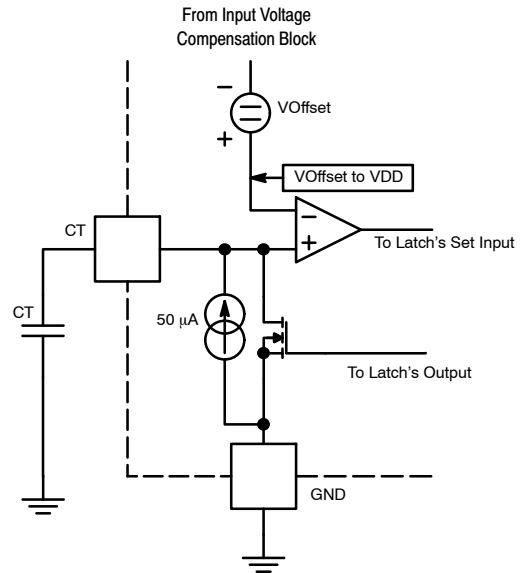 From Input Voltage
Compensation Block
VOffset
VOffset to VDD
CT
To Latch's Set Input
CT
50 μA
To Latch's Output
GND